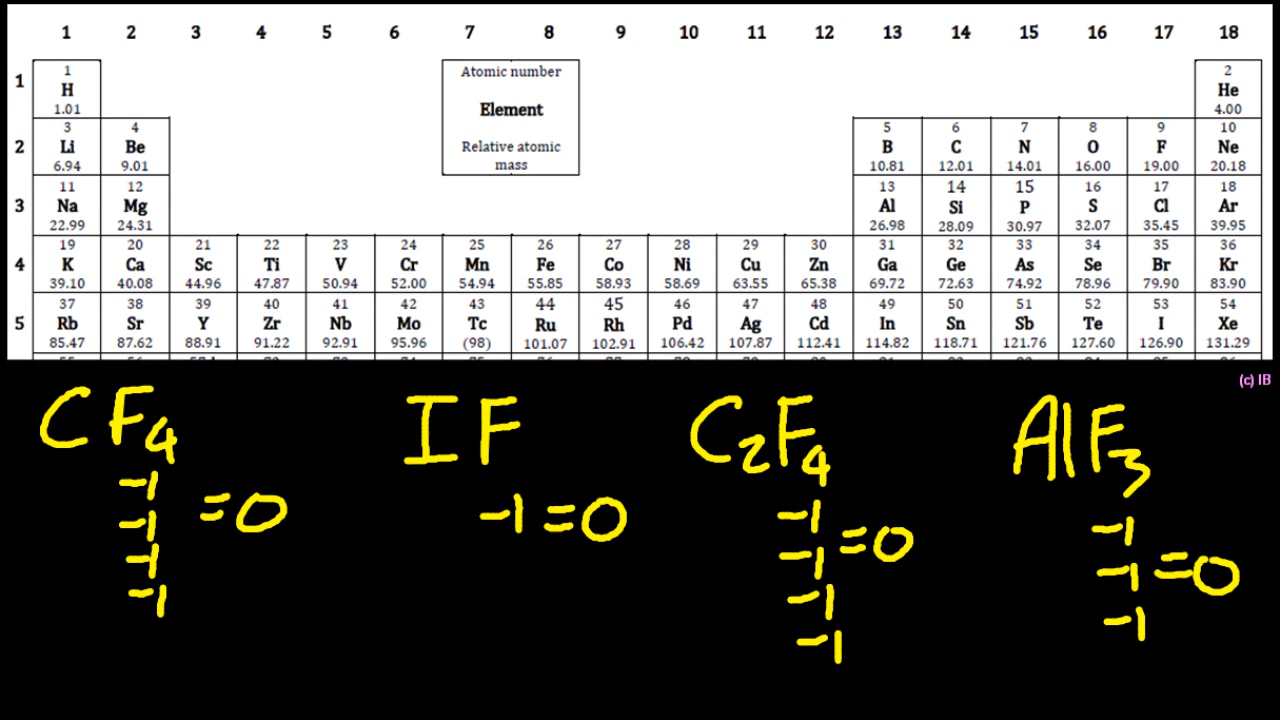 1 2 3 4 5 6 7 8 9 10 11 12 13 14 15 16 17 18
1
1 Atomic number 2
H Element He
1.01 Relative atomic mass 4.00
2
3 4 5 6 7 8 9 10
Li Be B C N O F Ne
6.94 9.01 10.81 12.01 14.01 16.00 19.00 20.18
3
11 12 13 14 15 16 17 18
Na Mg Al Si P S Cl Ar
22.99 24.31 26.98 28.09 30.97 32.07 35.45 39.95
4
19 20 21 22 23 24 25 26 27 28 29 30 31 32 33 34 35 36
K Ca Sc Ti V Cr Mn Fe Co Ni Cu Zn Ga Ge As Se Br Kr
39.10 40.08 44.96 47.87 50.94 52.00 54.94 55.85 58.93 58.69 63.55 65.38 69.72 72.63 74.92 78.96 79.90 83.90
5
37 38 39 40 41 42 43 44 45 46 47 48 49 50 51 52 53 54
Rb Sr Y Zr Nb Mo Tc Ru Rh Pd Ag Cd In Sn Sb Te I Xe
85.47 87.62 88.91 91.22 92.91 95.96 (98) 101.07 102.91 106.42 107.87 112.41 114.82 118.71 121.76 127.60 126.90 131.29
(c) IB
CF4 IF C2F4 AlF3
-1 -1 =0 -1 -1
-1 =0 -1 =0 -1 =0
-1 -1 -1
-1 -1